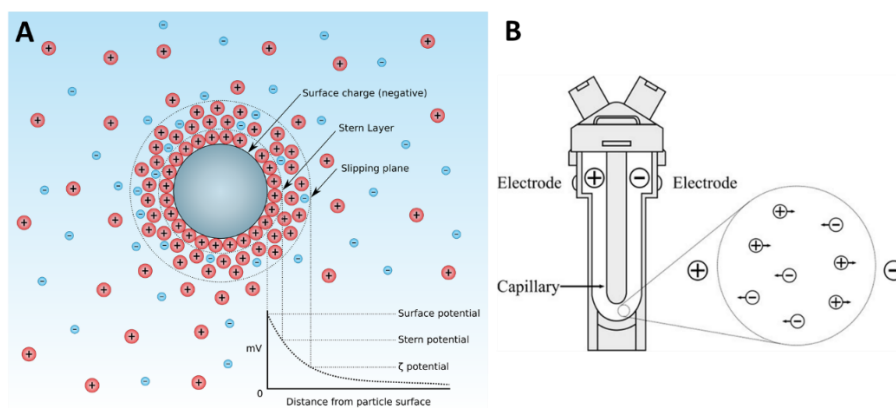 A
Surface charge (negative)
Stern Layer
Slipping plane
Surface potential
Stern potential
ζ potential
mV
0
Distance from particle surface
B
Electrode
Electrode
Capillary